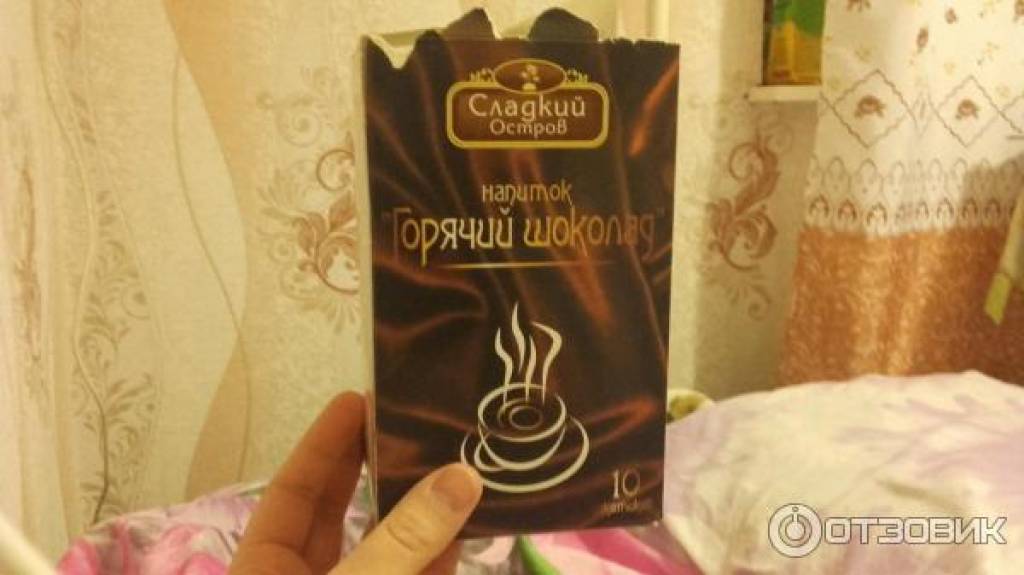 Сладкий
Остров
напиток
"Горячий шоколад"
10
ОТЗОВИК